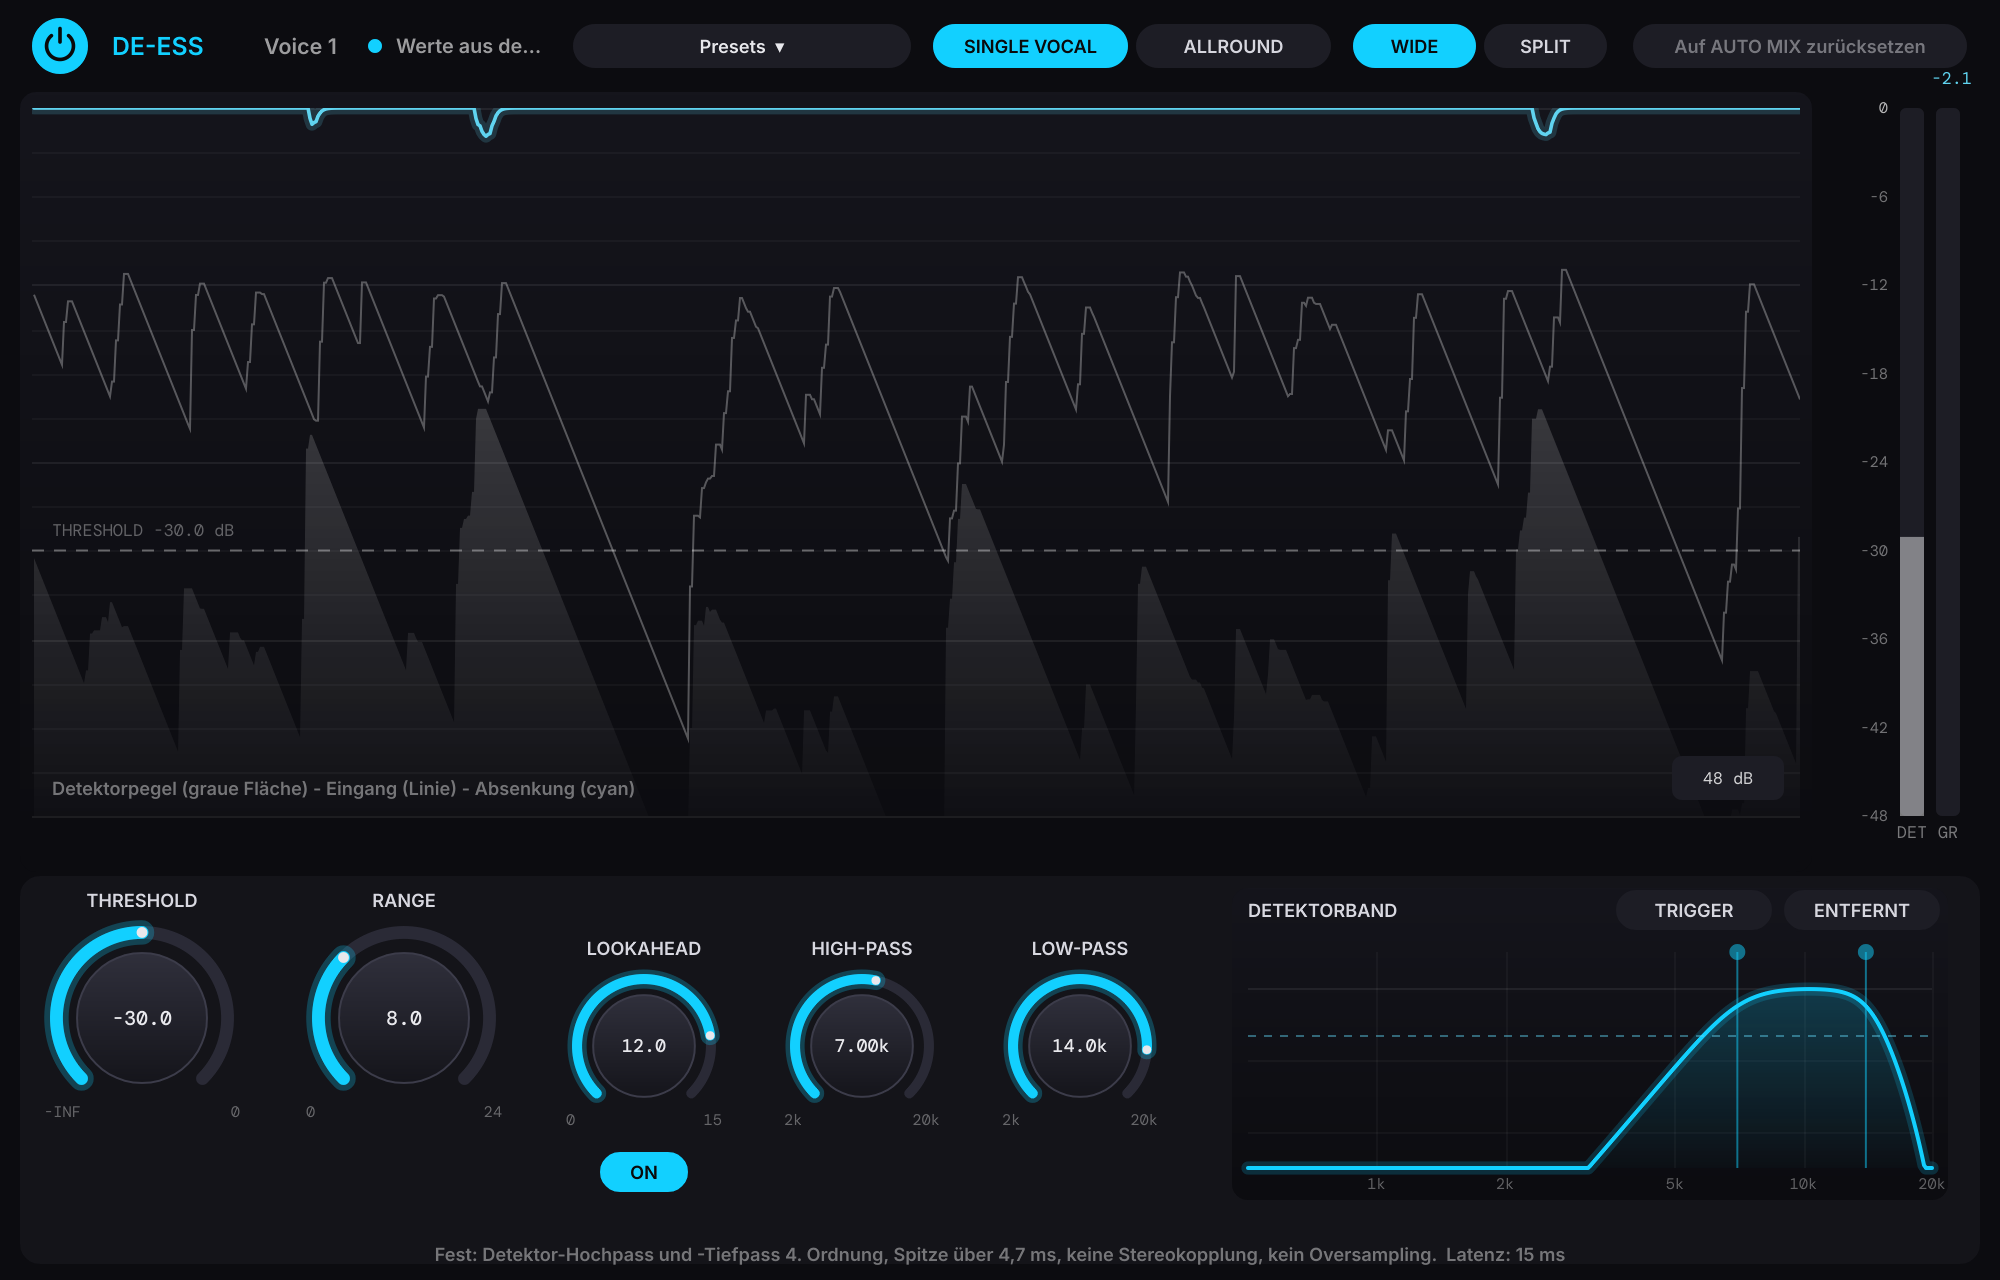 DE-ESS Voice 1 Werte aus de... Presets ▼ SINGLE VOCAL ALLROUND WIDE SPLIT Auf AUTO MIX zurücksetzen
-2.1
0
-6
-12
-18
-24
THRESHOLD -30.0 dB
-30
-36
-42
48 dB
Detektorpegel (graue Fläche) - Eingang (Linie) - Absenkung (cyan)
-48
DET GR
THRESHOLD RANGE
DETEKTORBAND TRIGGER ENTFERNT
LOOKAHEAD HIGH-PASS LOW-PASS
-30.0 8.0
12.0 7.00k 14.0k
-INF 0 0 24
0 15 2k 20k 2k 20k
ON
1k 2k 5k 10k 20k
Fest: Detektor-Hochpass und -Tiefpass 4. Ordnung, Spitze über 4,7 ms, keine Stereokopplung, kein Oversampling. Latenz: 15 ms